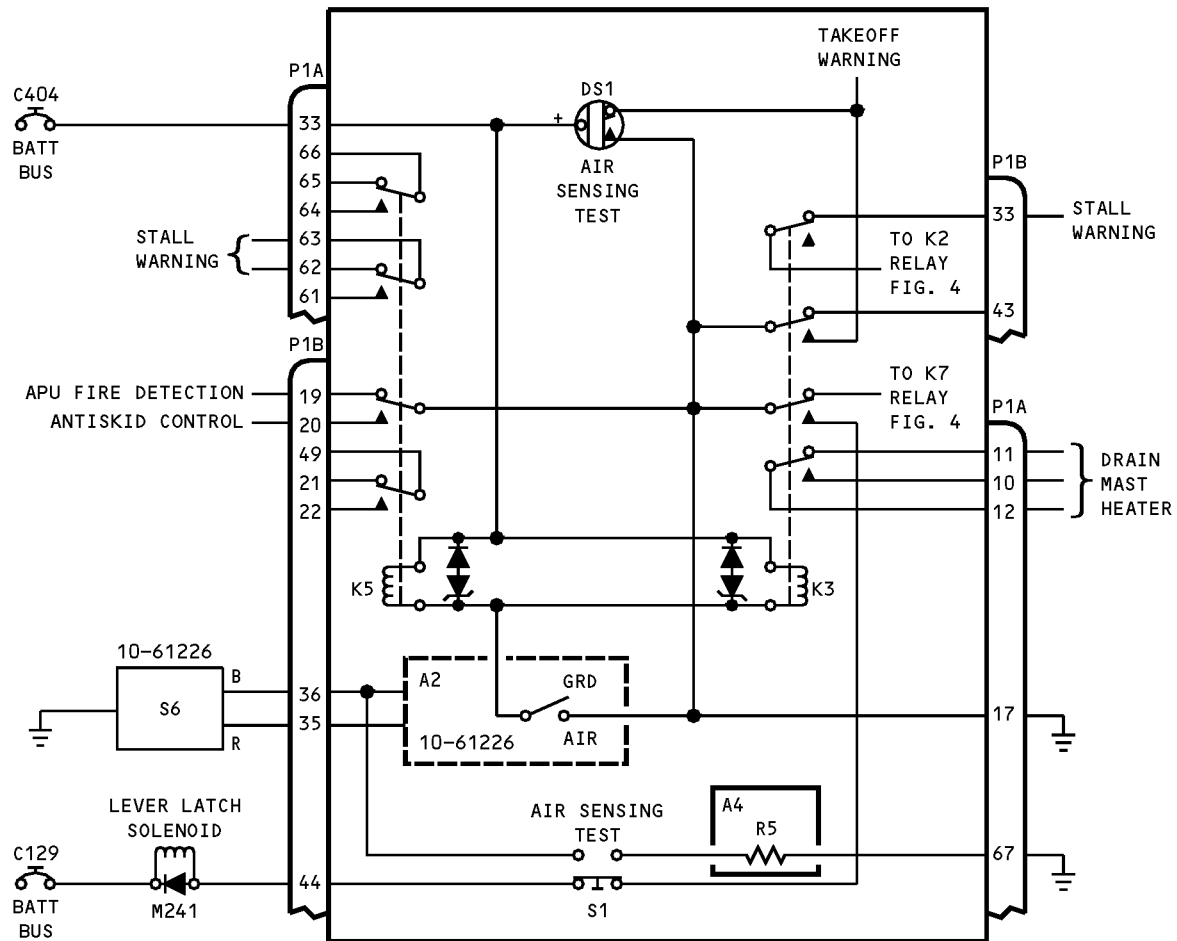 TAKEOFF
WARNING
P1A
C404
BATT
BUS
33
66
65
64
63
62
61
STALL
WARNING
+
DS1
AIR
SENSING
TEST
P1B
33
STALL
WARNING
TO K2
RELAY
FIG. 4
43
P1B
APU FIRE DETECTION
ANTISKID CONTROL
19
20
49
21
22
TO K7
RELAY
FIG. 4
P1A
11
10
12
DRAIN
MAST
HEATER
K5
K3
10-61226
S6
B
R
36
35
A2
GRD
AIR
10-61226
17
LEVER LATCH
SOLENOID
C129
BATT
BUS
M241
44
AIR SENSING
TEST
S1
A4
R5
67